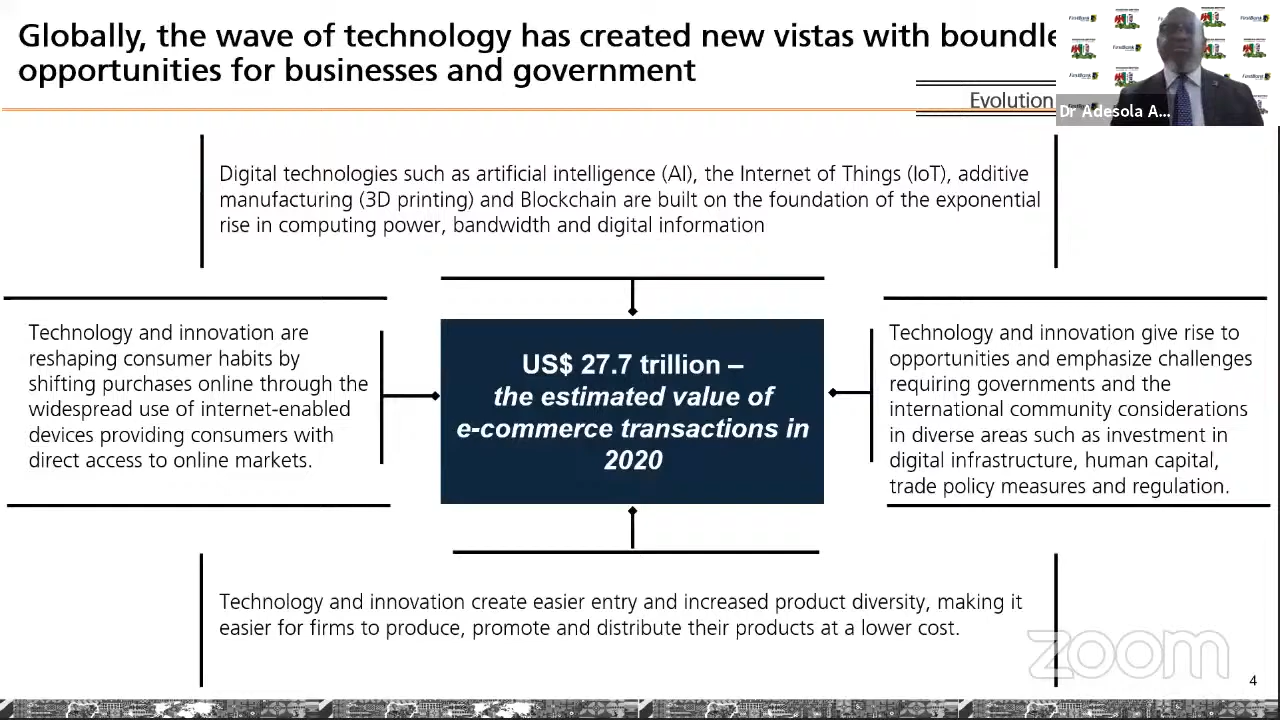 Globally, the wave of technology has created new vistas with boundle
opportunities for businesses and government
Evolution
FirstBank
FirstBank
FirstBank
FirstBank
Dr Adesola A...
Digital technologies such as artificial intelligence (AI), the Internet of Things (IoT), additive
manufacturing (3D printing) and Blockchain are built on the foundation of the exponential
rise in computing power, bandwidth and digital information
Technology and innovation are
reshaping consumer habits by
shifting purchases online through the
widespread use of internet-enabled
devices providing consumers with
direct access to online markets.
US$ 27.7 trillion –
the estimated value of
e-commerce transactions in
2020
Technology and innovation give rise to
opportunities and emphasize challenges
requiring governments and the
international community considerations
in diverse areas such as investment in
digital infrastructure, human capital,
trade policy measures and regulation.
Technology and innovation create easier entry and increased product diversity, making it
easier for firms to produce, promote and distribute their products at a lower cost.
zoom
4